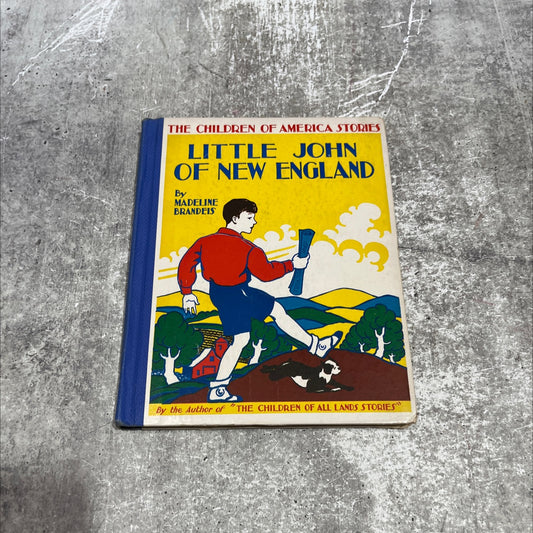 THE CHILDREN OF AMERICA STORIES
LITTLE JOHN
OF NEW ENGLAND
By
MADELINE
BRANDEIS
By the Author of "THE CHILDREN OF ALL LANDS STORIES"